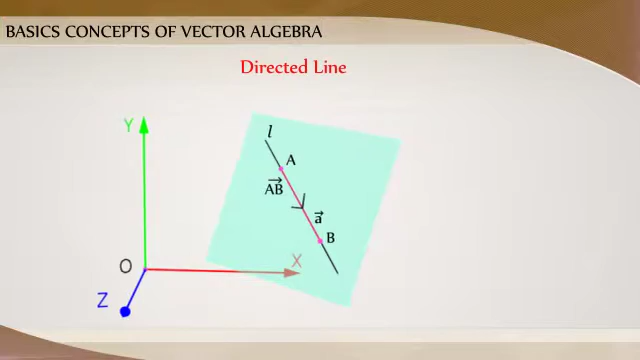 BASICS CONCEPTS OF VECTOR ALGEBRA
Directed Line
Y
l
A
AB⃗
a⃗
B
O
X
Z